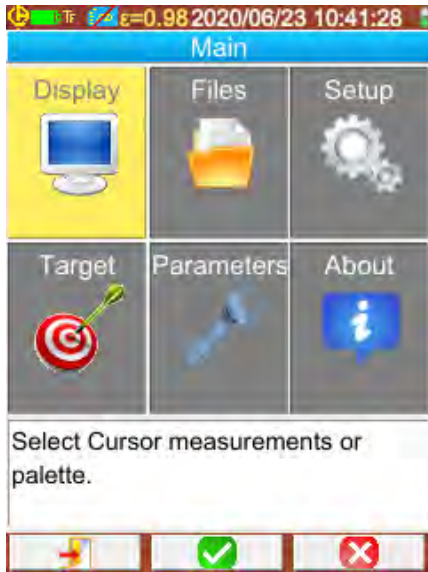 TF ε=0.98 2020/06/23 10:41:28
Main
Display Files Setup
Target Parameters About
Select Cursor measurements or
palette.